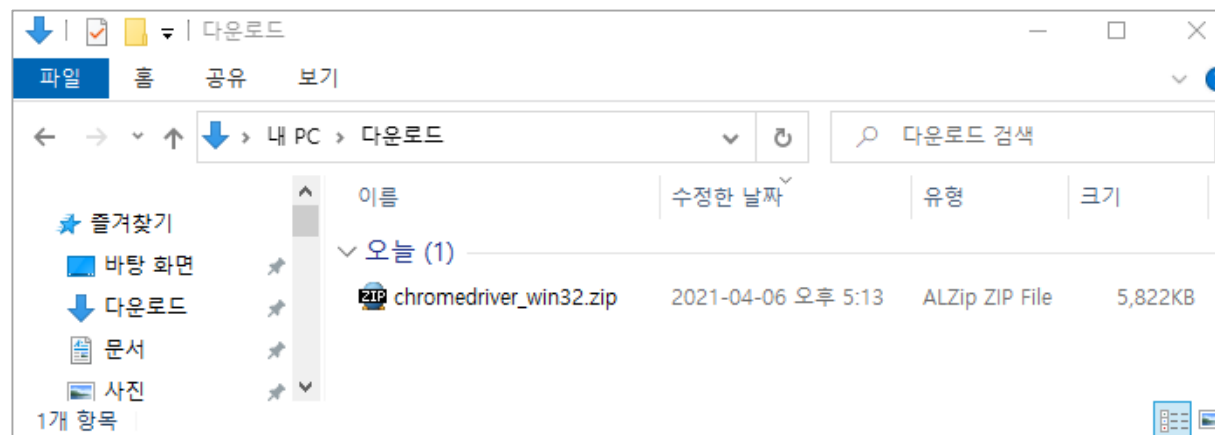 다운로드
파일 홈 공유 보기
내 PC 다운로드 다운로드 검색
이름 수정한 날짜 유형 크기
즐겨찾기
오늘 (1)
바탕 화면
ZIP chromedriver_win32.zip 2021-04-06 오후 5:13 ALZip ZIP File 5,822KB
다운로드
문서
사진
1개 항목